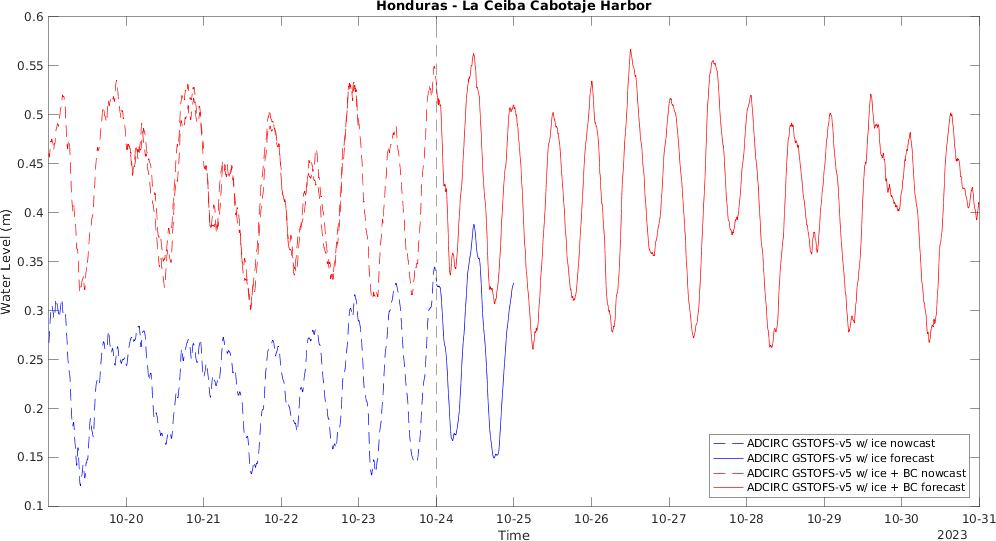 Honduras - La Ceiba Cabotaje Harbor
0.6
0.55
0.5
0.45
0.4
0.35
0.3
0.25
0.2
0.15
0.1
Water Level (m)
ADCIRC GSTOFS-v5 w/ ice nowcast
ADCIRC GSTOFS-v5 w/ ice forecast
ADCIRC GSTOFS-v5 w/ ice + BC nowcast
ADCIRC GSTOFS-v5 w/ ice + BC forecast
10-20 10-21 10-22 10-23 10-24 10-25 10-26 10-27 10-28 10-29 10-30 10-31
Time
2023